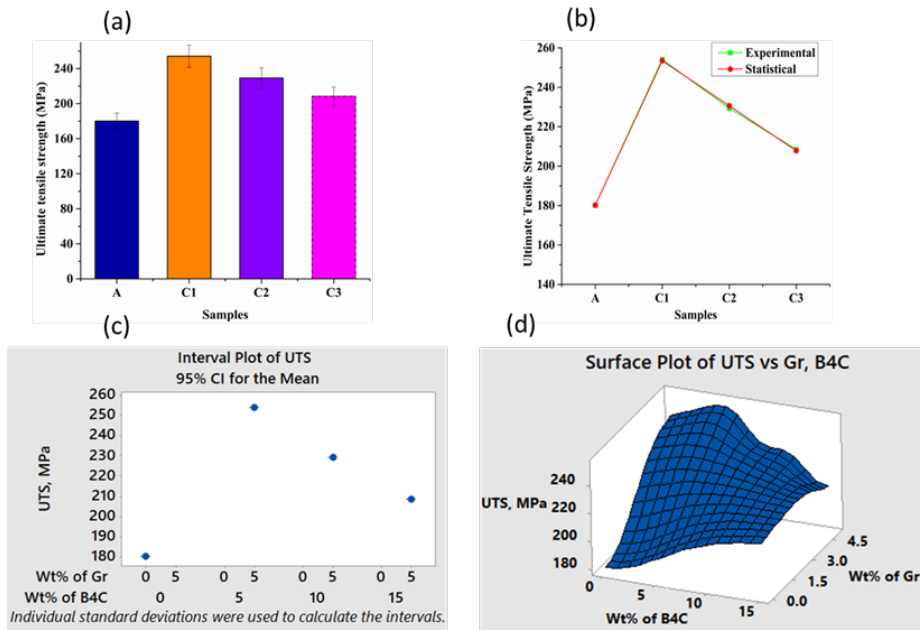 (a)
Ultimate tensile strength (MPa)
240
200
160
120
80
40
0
A C1 C2 C3
Samples
(b)
Ultimate Tensile Strength (MPa)
260
240
220
200
180
160
140
Experimental
Statistical
A C1 C2 C3
Samples
(c)
Interval Plot of UTS
95% CI for the Mean
UTS, MPa
260
250
240
230
220
210
200
190
180
Wt% of Gr 0 5 0 5 0 5 0 5
Wt% of B4C 0 5 10 15
Individual standard deviations were used to calculate the intervals.
(d)
Surface Plot of UTS vs Gr, B4C
UTS, MPa
240
220
200
180
0 5 10 15
Wt% of B4C
0.0 1.5 3.0 4.5
Wt% of Gr